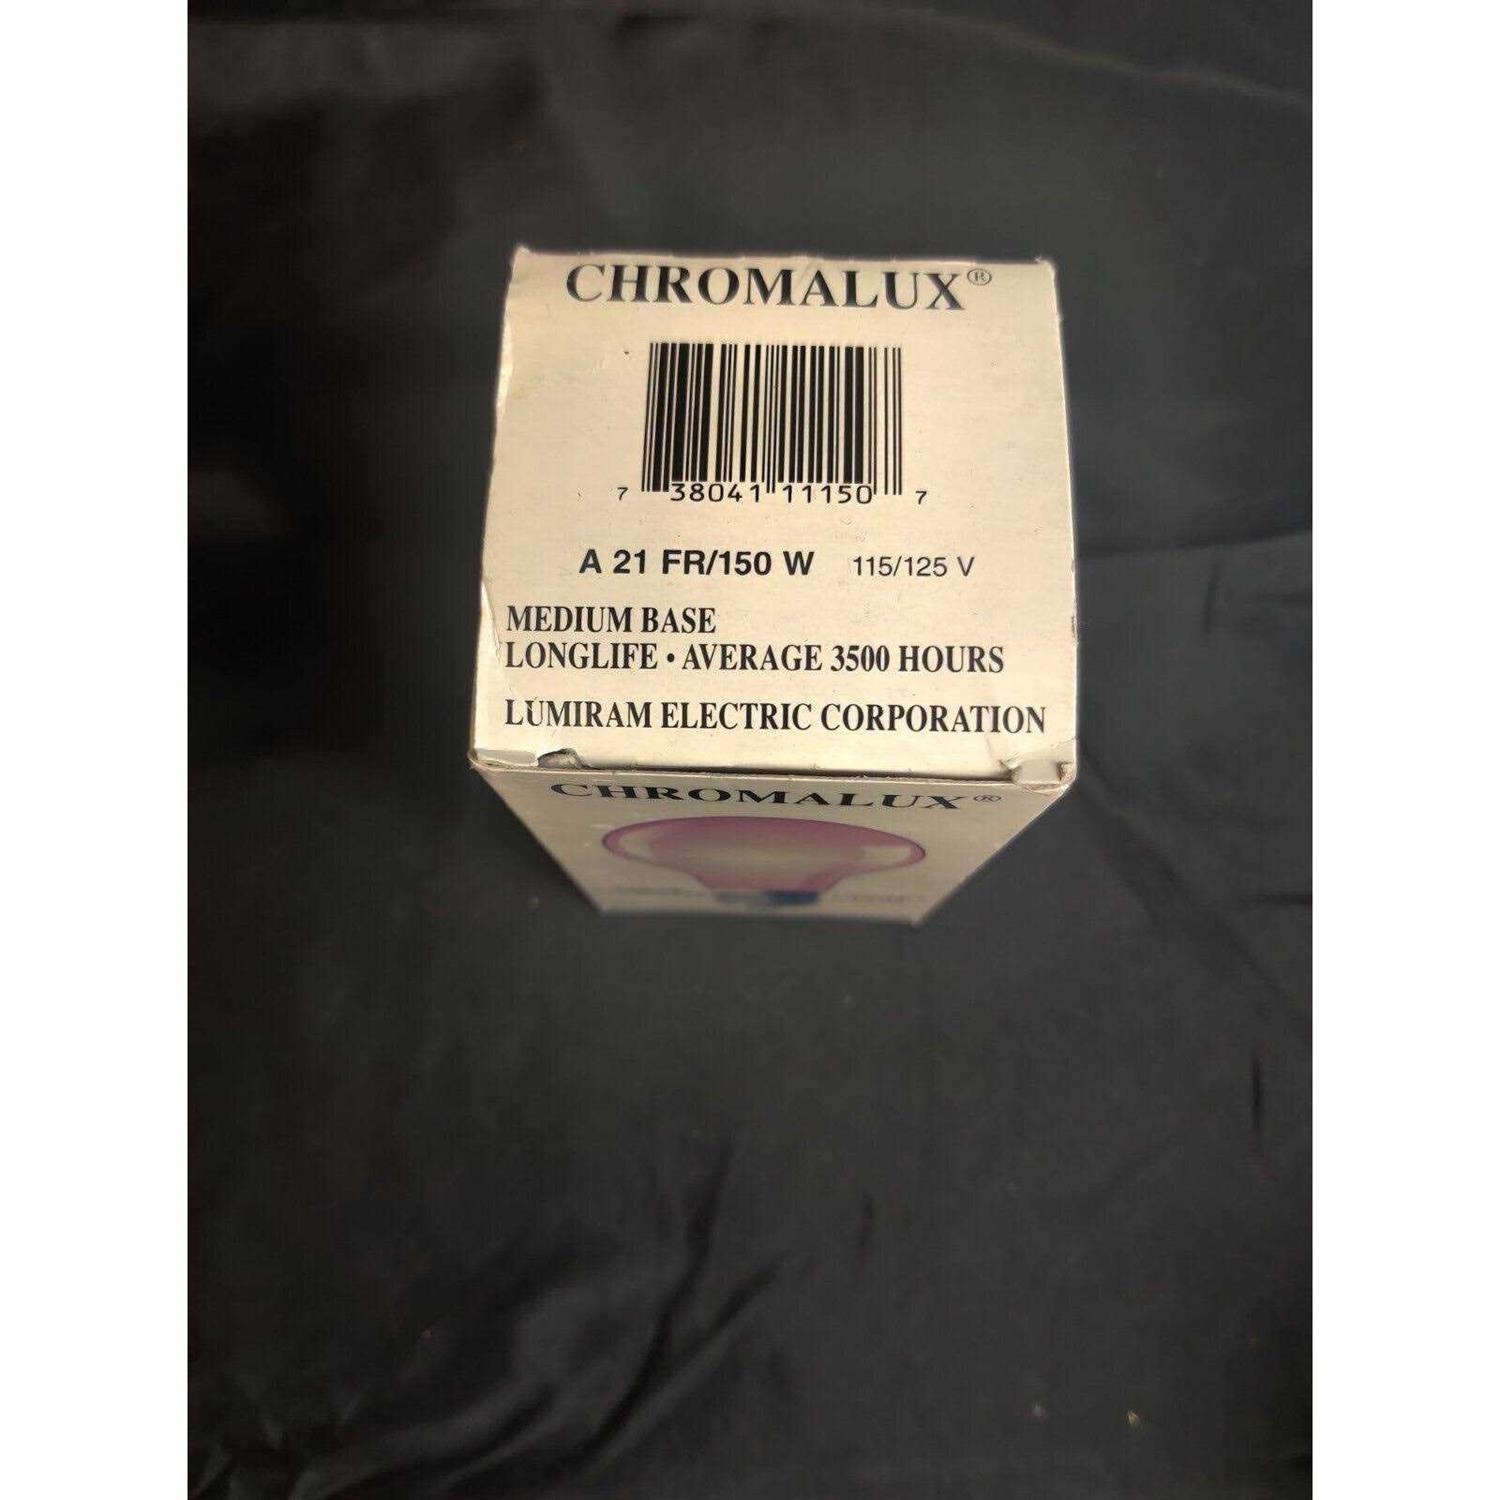 CHROMALUX®
7 38041 11150 7
A 21 FR/150 W 115/125 V
MEDIUM BASE
LONGLIFE • AVERAGE 3500 HOURS
LUMIRAM ELECTRIC CORPORATION
CHROMALUX®